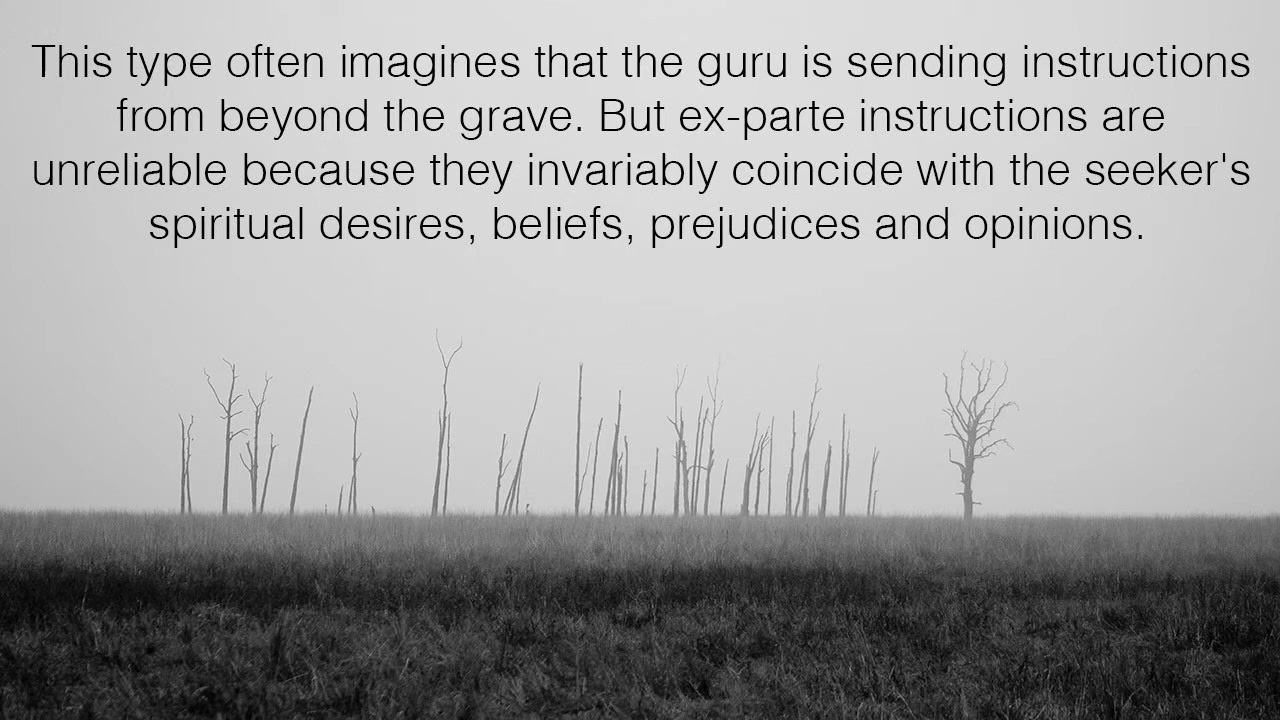 This type often imagines that the guru is sending instructions
from beyond the grave. But ex-parte instructions are
unreliable because they invariably coincide with the seeker's
spiritual desires, beliefs, prejudices and opinions.